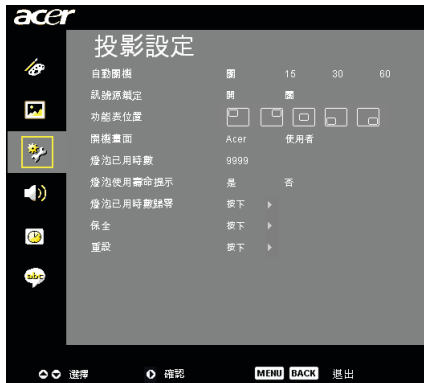 acer
投影設定
自動關機 關 15 30 60
訊號源鎖定 開 關
功能表位置
開機畫面 Acer 使用者
燈泡已用時數 9999
燈泡使用壽命提示 是 否
燈泡已用時數歸零 按下
保全 按下
重設 按下
abc
選擇 確認 MENU BACK 退出